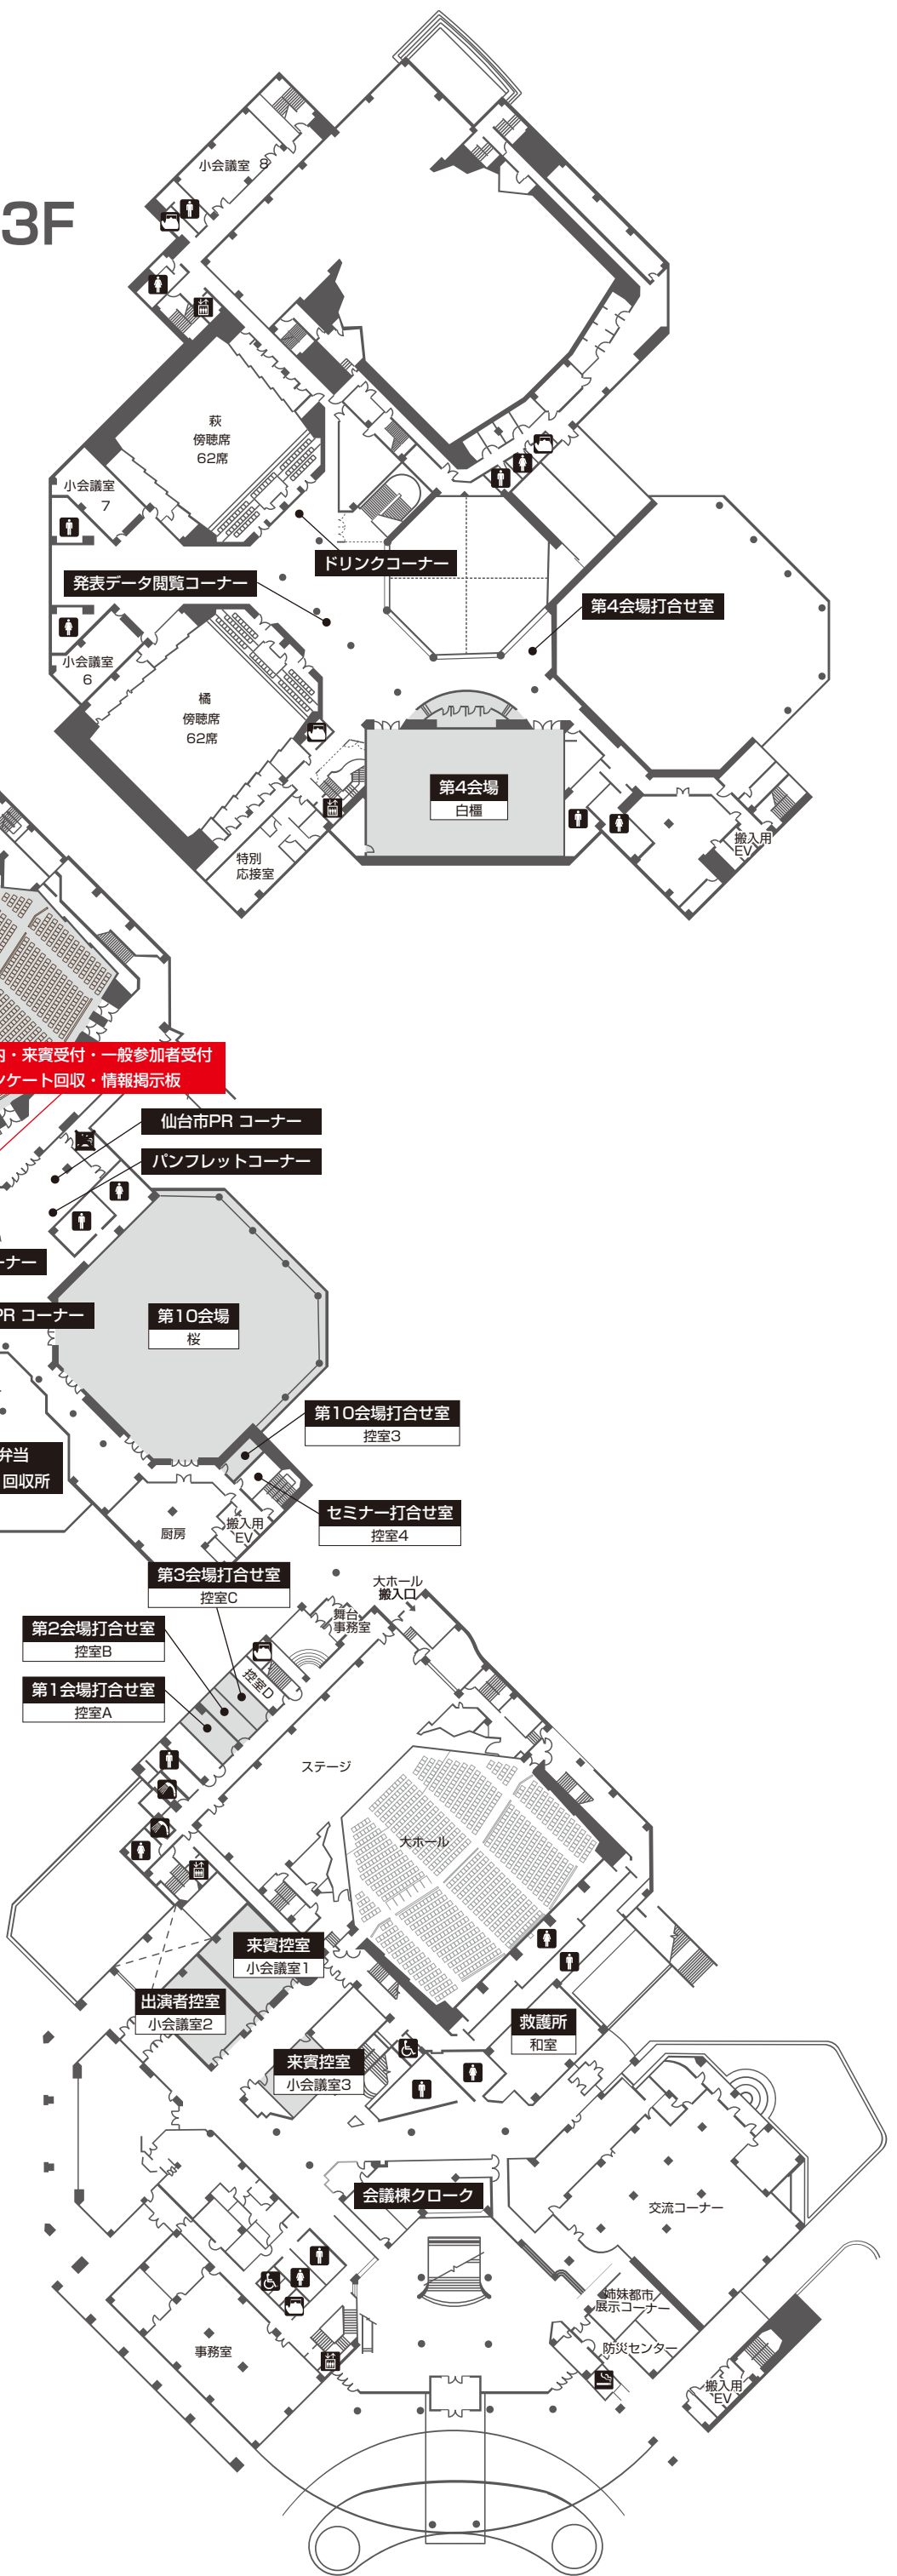 小会議室 8
3F
萩
傍聴席
62席
小会議室
7
ドリンクコーナー
発表データ閲覧コーナー
第4会場打合せ室
小会議室
6
橘
傍聴席
62席
第4会場
白橿
特別
応接室
搬入用
EV
内・来賓受付・一般参加者受付
ンケート回収・情報掲示板
仙台市PR コーナー
パンフレットコーナー
ーナー
PR コーナー
第10会場
桜
第10会場打合せ室
控室3
弁当
回収所
セミナー打合せ室
控室4
厨房
搬入用
EV
第3会場打合せ室
控室C
大ホール
搬入口
舞台
事務室
第2会場打合せ室
控室B
控室D
第1会場打合せ室
控室A
ステージ
大ホール
来賓控室
小会議室1
出演者控室
小会議室2
救護所
和室
来賓控室
小会議室3
会議棟クローク
交流コーナー
姉妹都市
展示コーナー
防災センター
事務室
搬入用
EV